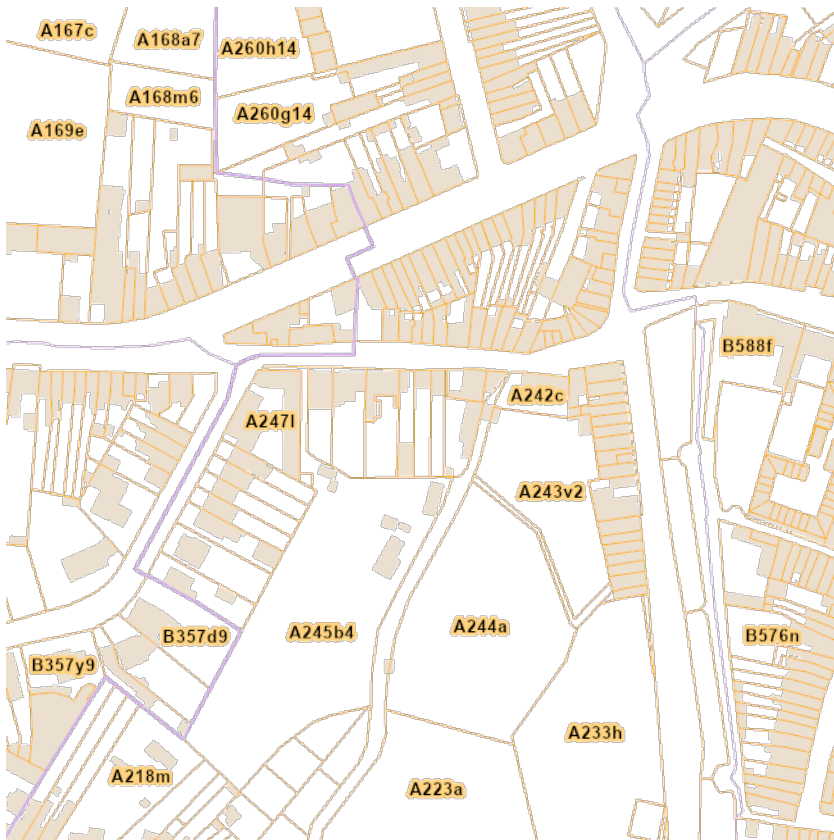 A167c
A168a7
A260h14
A168m6
A260g14
A169e
B588f
A242c
A247l
A243v2
A244a
A245b4
B357d9
B576n
B357y9
A233h
A218m
A223a